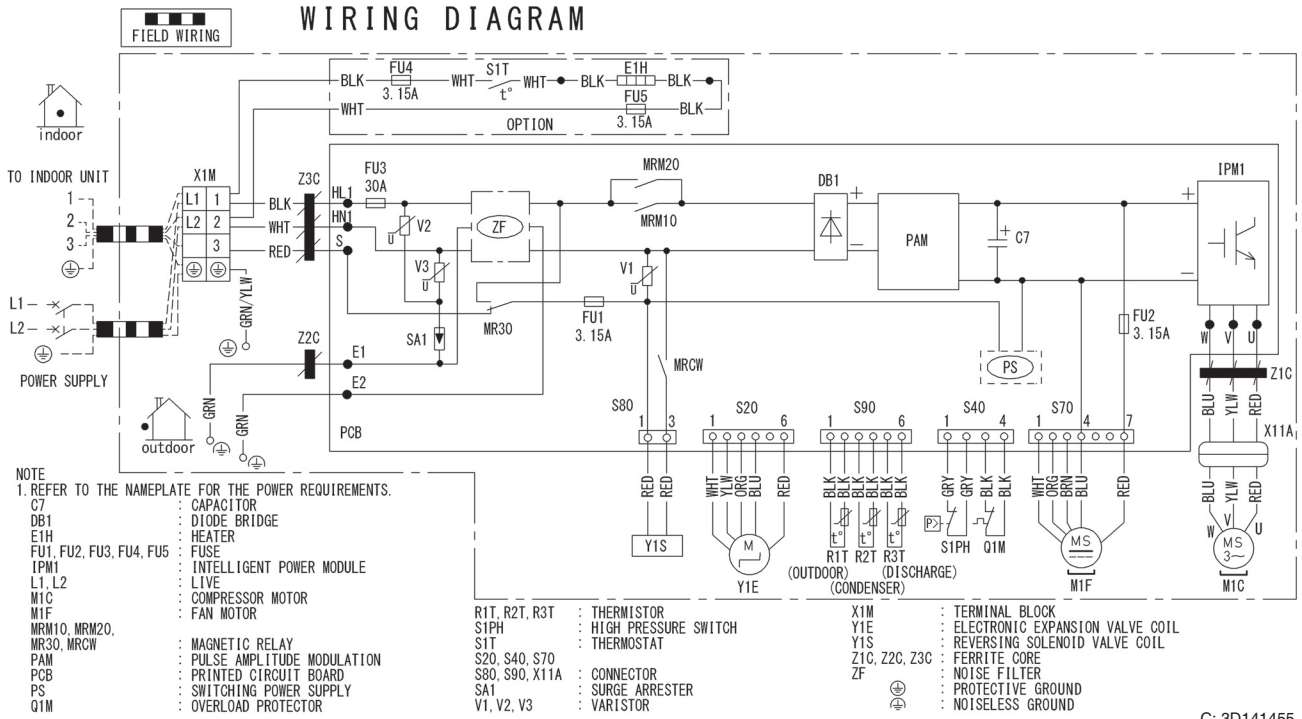 WIRING DIAGRAM
FIELD WIRING
indoor
TO INDOOR UNIT
1
2
3
L1
L2
POWER SUPPLY
outdoor
X1M
L1 1
L2 2
3
GRN/YLW
GRN
GRN
BLK FU4 WHT S1T WHT BLK E1H BLK
3.15A t°
WHT FU5 BLK
3.15A
OPTION
Z3C
BLK HL1 FU3
30A
WHT HN1
RED S
Z2C
E1
E2
PCB
V2
U
V3
U
SA1
ZF
MR30
FU1
3.15A
MRM20
MRM10
V1
U
MRCW
DB1
+
−
PAM
+ C7
PS
FU2
3.15A
IPM1
+
−
W V U
Z1C
BLU YLW RED
X11A
BLU YLW RED
W V U
MS
3~
M1C
S80
1 3
RED RED
Y1S
S20
1 6
WHT YLW ORG BLU RED
M
Y1E
S90
1 6
BLK BLK BLK BLK BLK BLK
t° t° t°
R1T R2T R3T
(OUTDOOR) (DISCHARGE)
(CONDENSER)
S40
1 4
GRY GRY BLK BLK
P>
S1PH Q1M
S70
1 4 7
WHT ORG BRN BLU RED
MS
M1F
NOTE
1. REFER TO THE NAMEPLATE FOR THE POWER REQUIREMENTS.
C7 : CAPACITOR
DB1 : DIODE BRIDGE
E1H : HEATER
FU1, FU2, FU3, FU4, FU5 : FUSE
IPM1 : INTELLIGENT POWER MODULE
L1, L2 : LIVE
M1C : COMPRESSOR MOTOR
M1F : FAN MOTOR
MRM10, MRM20,
MR30, MRCW : MAGNETIC RELAY
PAM : PULSE AMPLITUDE MODULATION
PCB : PRINTED CIRCUIT BOARD
PS : SWITCHING POWER SUPPLY
Q1M : OVERLOAD PROTECTOR
R1T, R2T, R3T : THERMISTOR
S1PH : HIGH PRESSURE SWITCH
S1T : THERMOSTAT
S20, S40, S70
S80, S90, X11A : CONNECTOR
SA1 : SURGE ARRESTER
V1, V2, V3 : VARISTOR
X1M : TERMINAL BLOCK
Y1E : ELECTRONIC EXPANSION VALVE COIL
Y1S : REVERSING SOLENOID VALVE COIL
Z1C, Z2C, Z3C : FERRITE CORE
ZF : NOISE FILTER
: PROTECTIVE GROUND
: NOISELESS GROUND
C: 3D141455